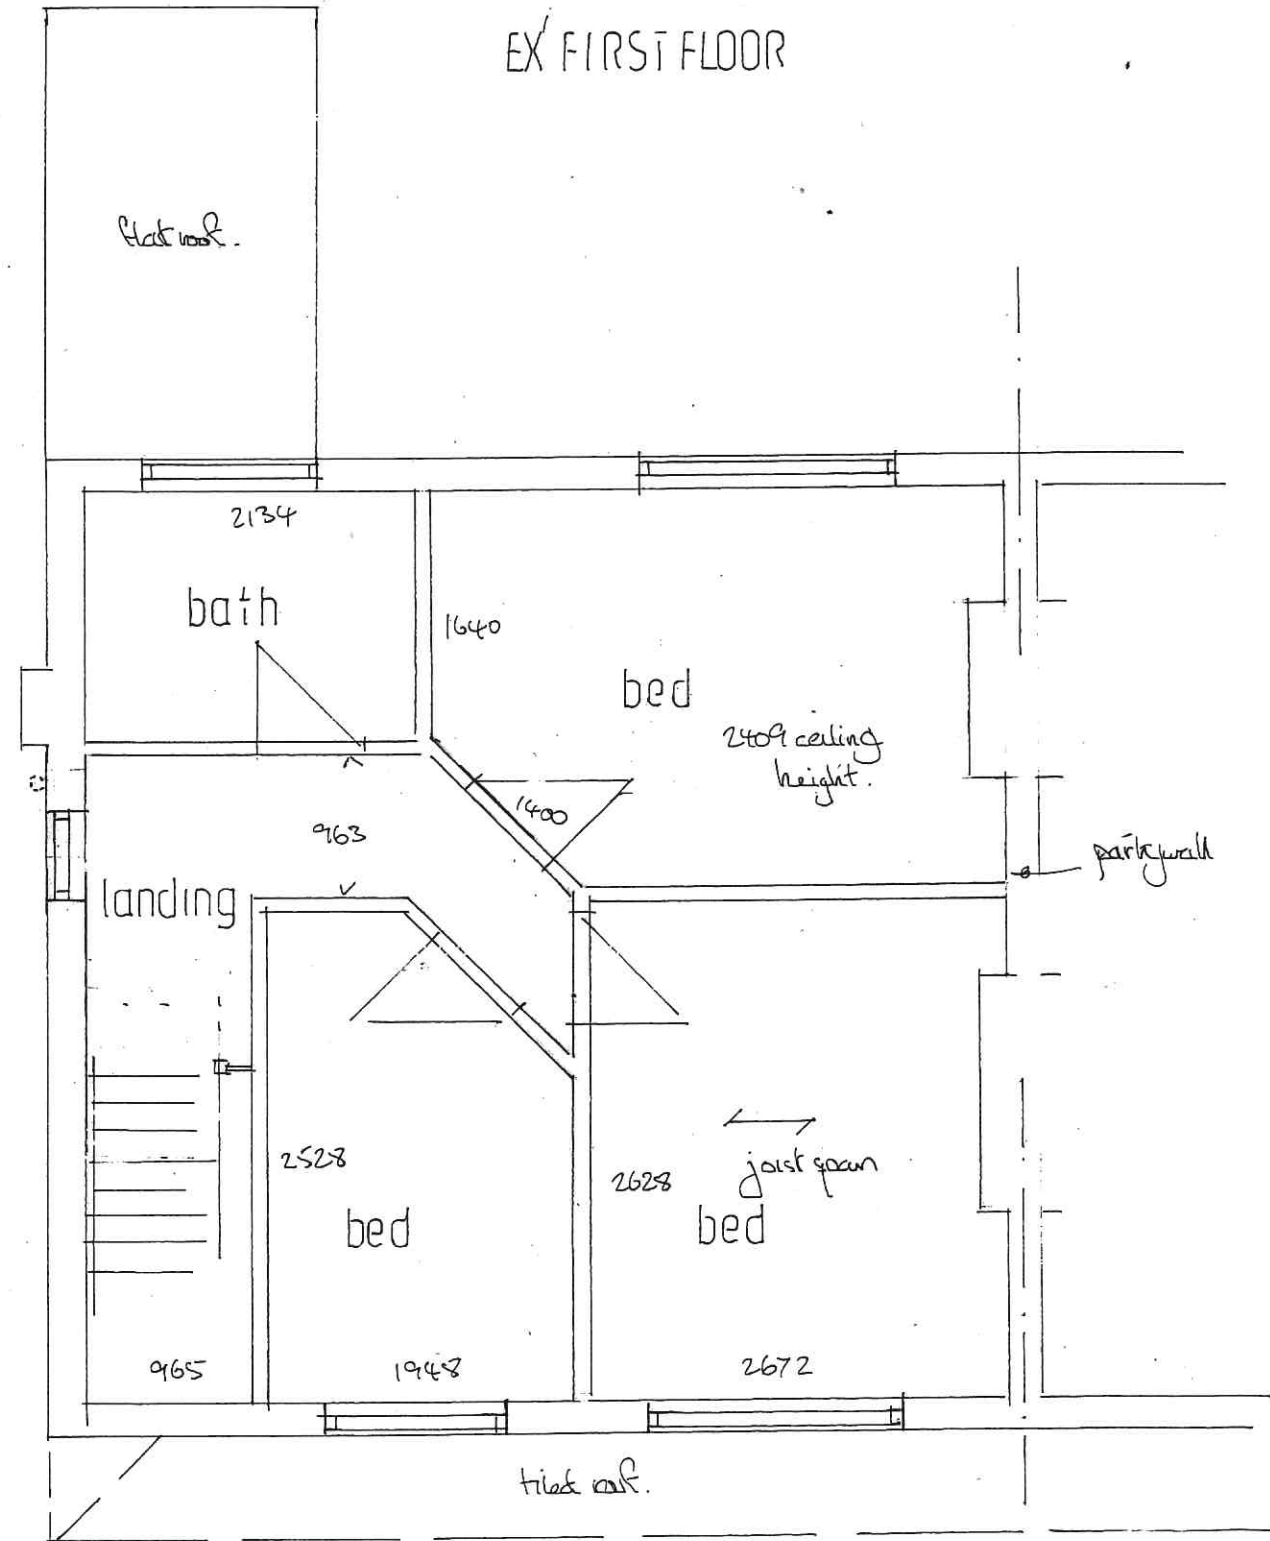 EX' FIRST FLOOR
flat roof.
2134
bath
1640
bed
2409 ceiling
height.
1400
963
party wall
landing
2528
2628
joist span
bed
bed
965
1948
2672
tiled roof.